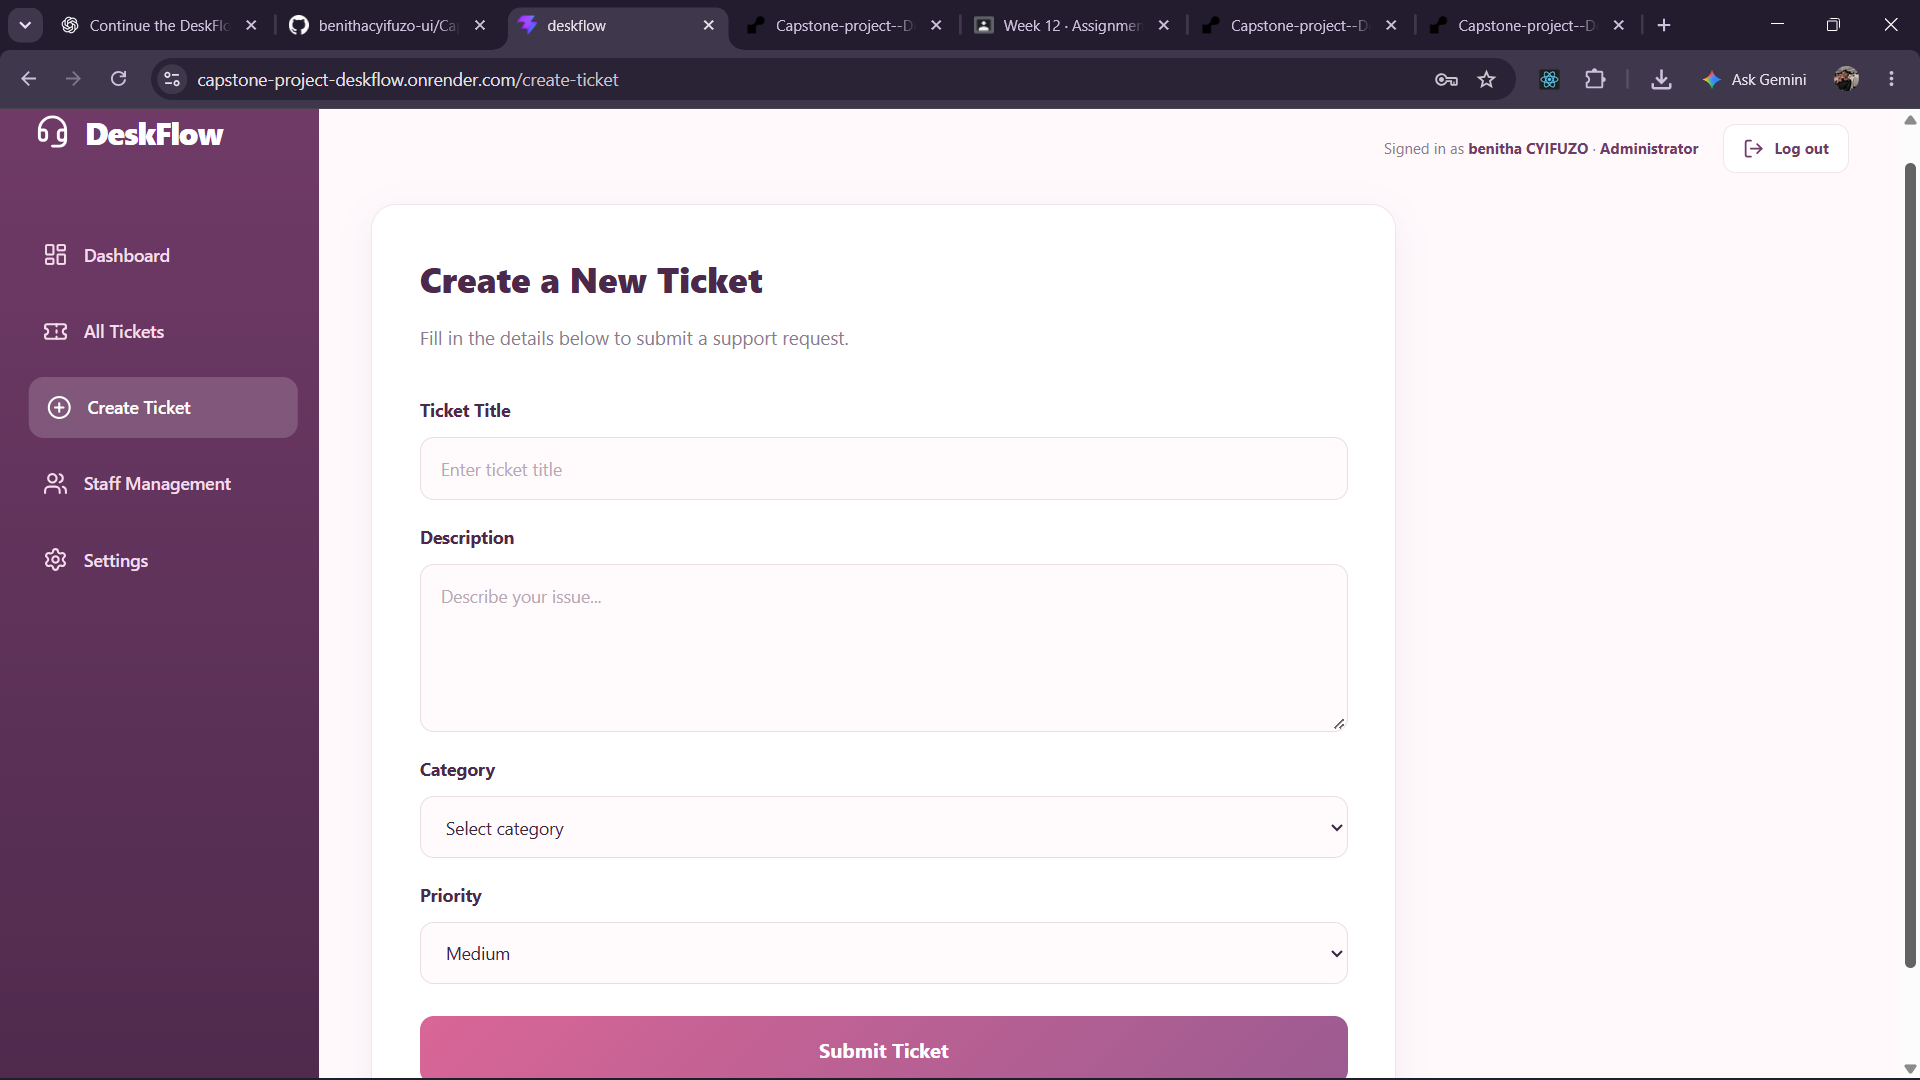 Continue the DeskFlo
benithacyifuzo-ui/Ca
deskflow
Capstone-project--D
Week 12 · Assignmen
Capstone-project--D
Capstone-project--D
capstone-project-deskflow.onrender.com/create-ticket
Ask Gemini
DeskFlow
Signed in as benitha CYIFUZO · Administrator
Log out
Dashboard
All Tickets
Create Ticket
Staff Management
Settings
Create a New Ticket
Fill in the details below to submit a support request.
Ticket Title
Enter ticket title
Description
Describe your issue...
Category
Select category
Priority
Medium
Submit Ticket